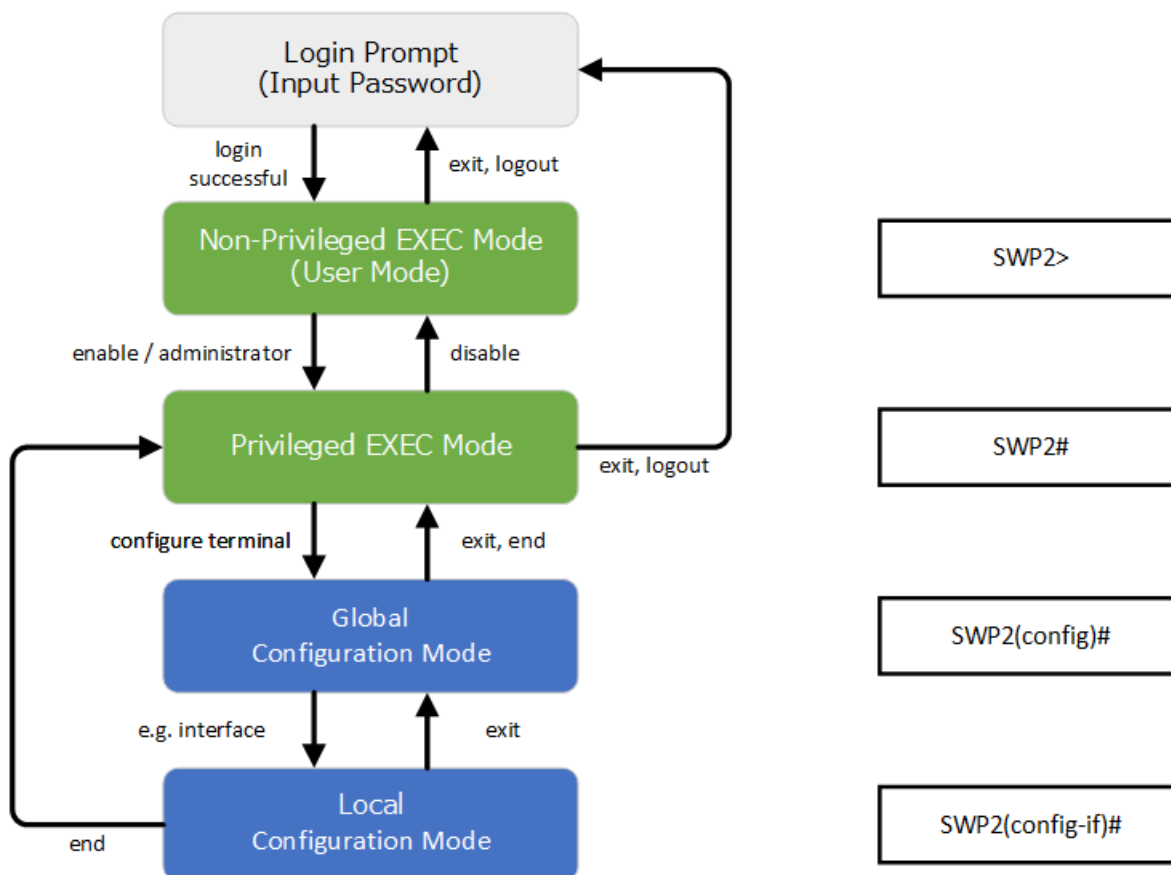 Login Prompt
(Input Password)
login
successful
exit, logout
Non-Privileged EXEC Mode
(User Mode)
SWP2>
enable / administrator
disable
Privileged EXEC Mode
exit, logout
SWP2#
configure terminal
exit, end
Global
Configuration Mode
SWP2(config)#
e.g. interface
exit
Local
Configuration Mode
end
SWP2(config-if)#